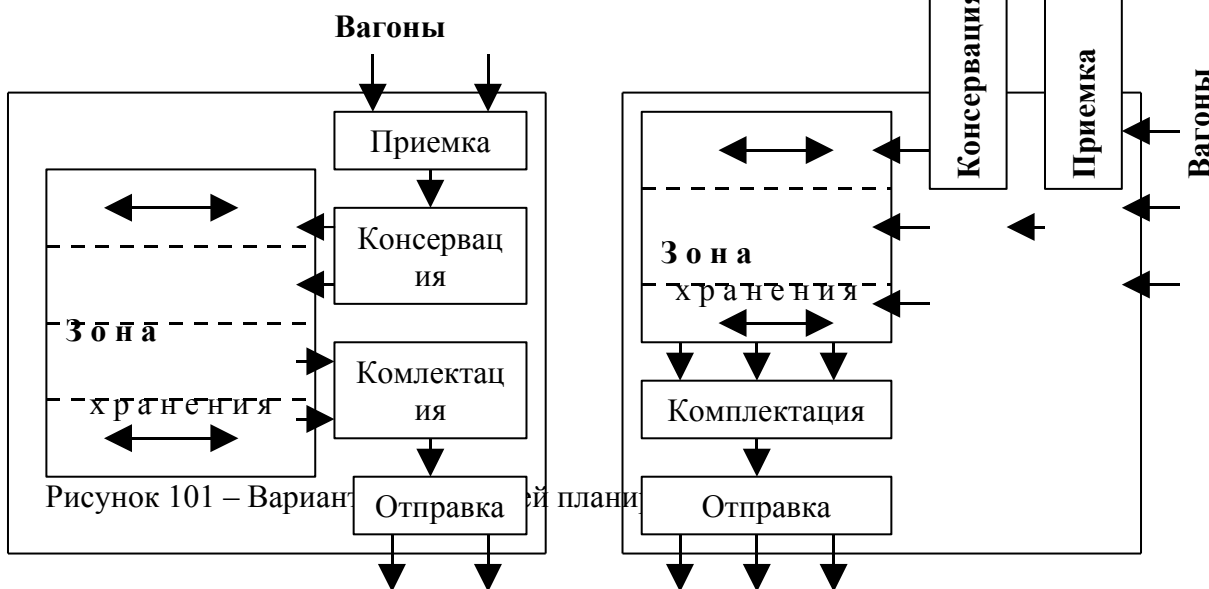 Вагоны
Приемка
Консервац
ия
Зона
Комлектац
ия
хранения
Отправка
Консервация
Приемка
Вагоны
Зона
хранения
Комплектация
Отправка
Рисунок 101 – Вариант ей плани